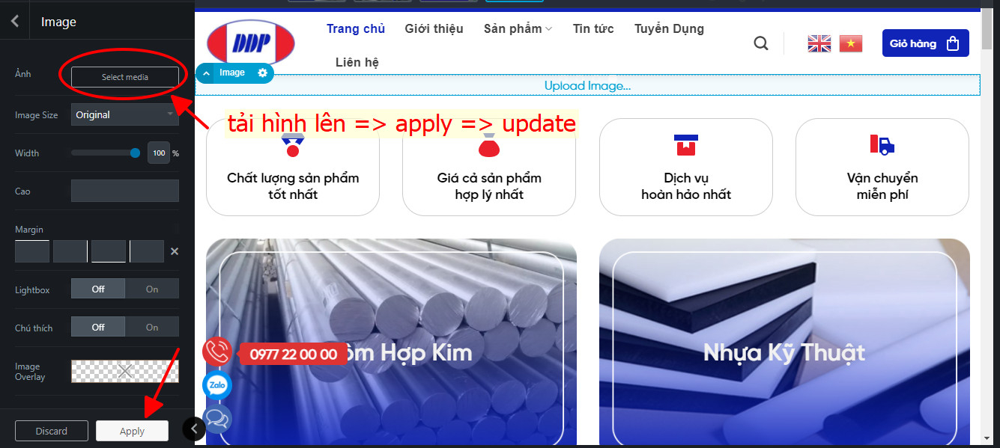 Image
Ảnh
Select media
Image Size
Original
Width
100
%
Cao
Margin
Lightbox
Off
On
Chú thích
Off
On
Image
Overlay
Discard
Apply
DDP
Trang chủ
Giới thiệu
Sản phẩm
Tin tức
Tuyển Dụng
Liên hệ
Giỏ hàng
Image
Upload Image...
tải hình lên => apply => update
Chất lượng sản phẩm
tốt nhất
Giá cả sản phẩm
hợp lý nhất
Dịch vụ
hoàn hảo nhất
Vận chuyển
miễn phí
0977 22 00 00
ôm Hợp Kim
Nhựa Kỹ Thuật
Zalo